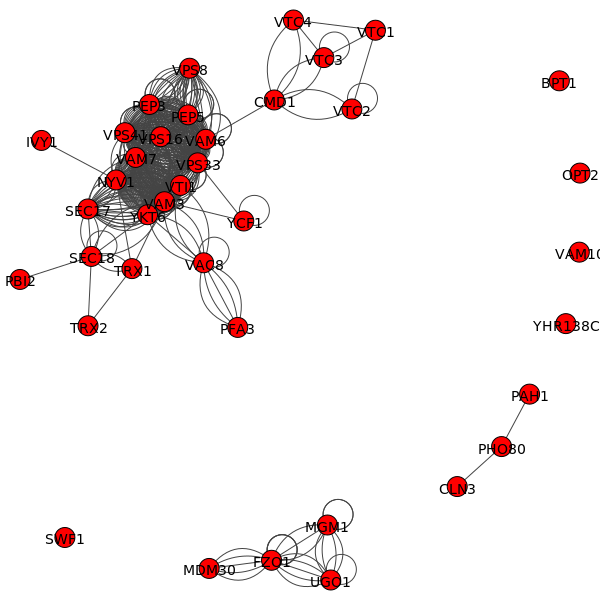 VTC4
VTC1
VTC3
VPS8
BPT1
CMD1
PEP3
VTC2
PEP5
VPS41
VPS16
VAM6
IVY1
VAM7
VPS33
OPT2
NYV1
VTI1
VAM3
SEC17
YKT6
YCF1
VAM10
SEC18
VAC8
TRX1
PBI2
YHR138C
TRX2
PFA3
PAH1
PHO80
CLN3
MGM1
SWF1
FZO1
MDM30
UGO1